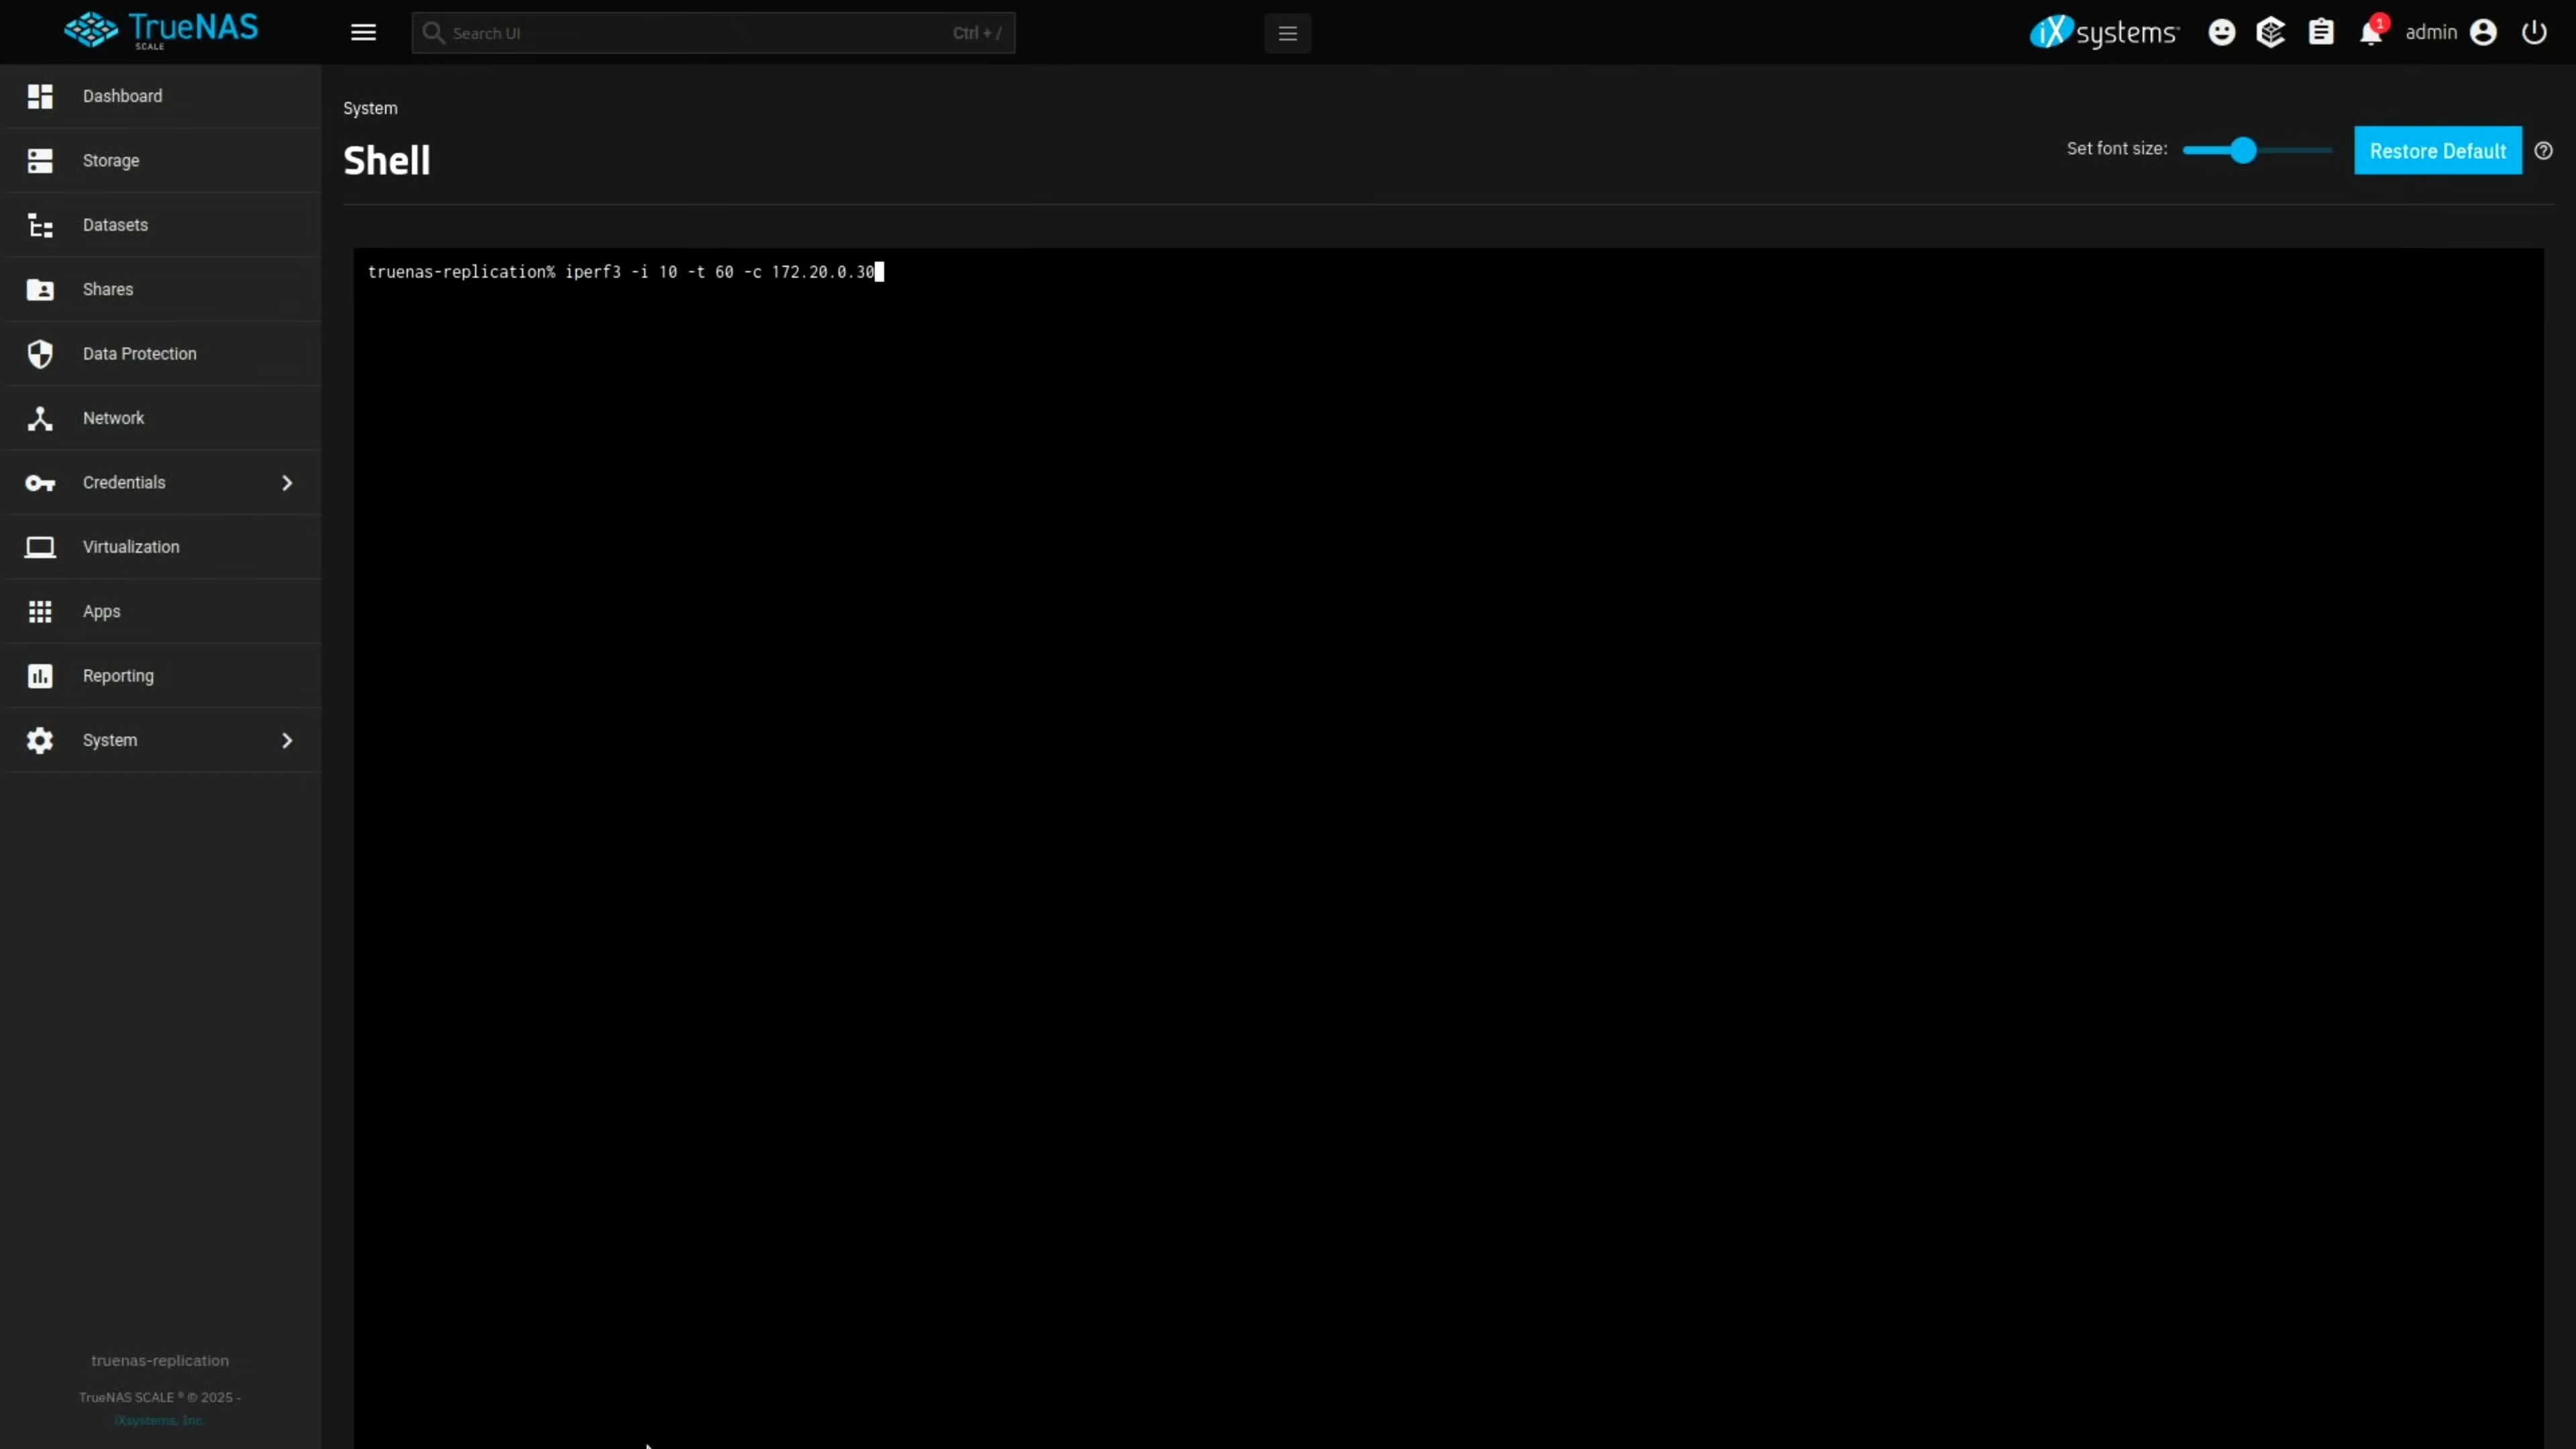 TrueNAS
SCALE
Search UI
Ctrl + /
iXsystems
1
admin
Dashboard
Storage
Datasets
Shares
Data Protection
Network
Credentials
Virtualization
Apps
Reporting
System
System
Shell
Set font size:
Restore Default
truenas-replication% iperf3 -i 10 -t 60 -c 172.20.0.30
truenas-replication
TrueNAS SCALE ® © 2025 -
iXsystems, Inc.